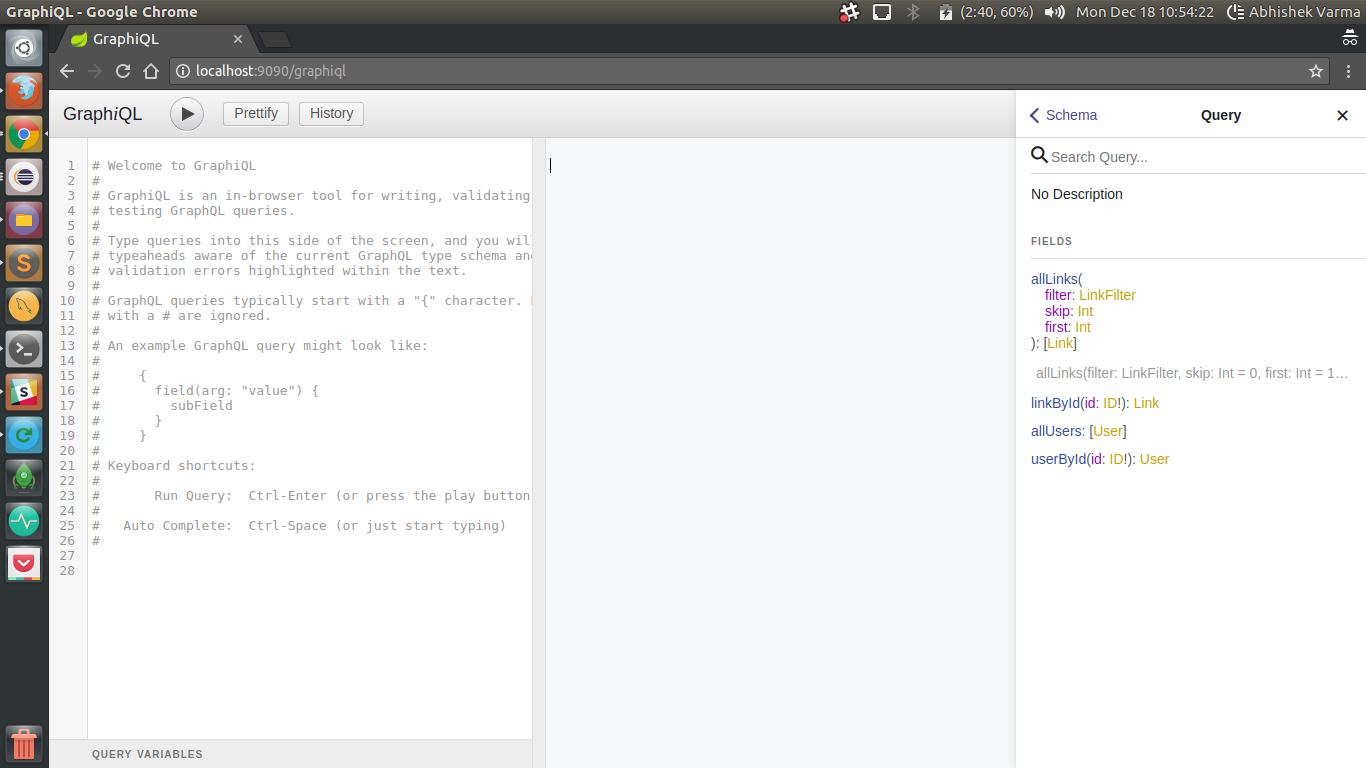 GraphiQL - Google Chrome
(2:40, 60%)
Mon Dec 18 10:54:22
Abhishek Varma
GraphiQL
localhost:9090/graphiql
GraphiQL
Prettify
History
Schema
Query
Search Query...
No Description
FIELDS
allLinks(
filter: LinkFilter
skip: Int
first: Int
): [Link]
allLinks(filter: LinkFilter, skip: Int = 0, first: Int = 1...
linkById(id: ID!): Link
allUsers: [User]
userById(id: ID!): User
1 # Welcome to GraphiQL
2 #
3 # GraphiQL is an in-browser tool for writing, validating
4 # testing GraphQL queries.
5 #
6 # Type queries into this side of the screen, and you wil
7 # typeaheads aware of the current GraphQL type schema an
8 # validation errors highlighted within the text.
9 #
10 # GraphQL queries typically start with a "{" character.
11 # with a # are ignored.
12 #
13 # An example GraphQL query might look like:
14 #
15 #     {
16 #       field(arg: "value") {
17 #         subField
18 #       }
19 #     }
20 #
21 # Keyboard shortcuts:
22 #
23 #       Run Query:  Ctrl-Enter (or press the play button
24 #
25 #   Auto Complete:  Ctrl-Space (or just start typing)
26 #
27
28
QUERY VARIABLES